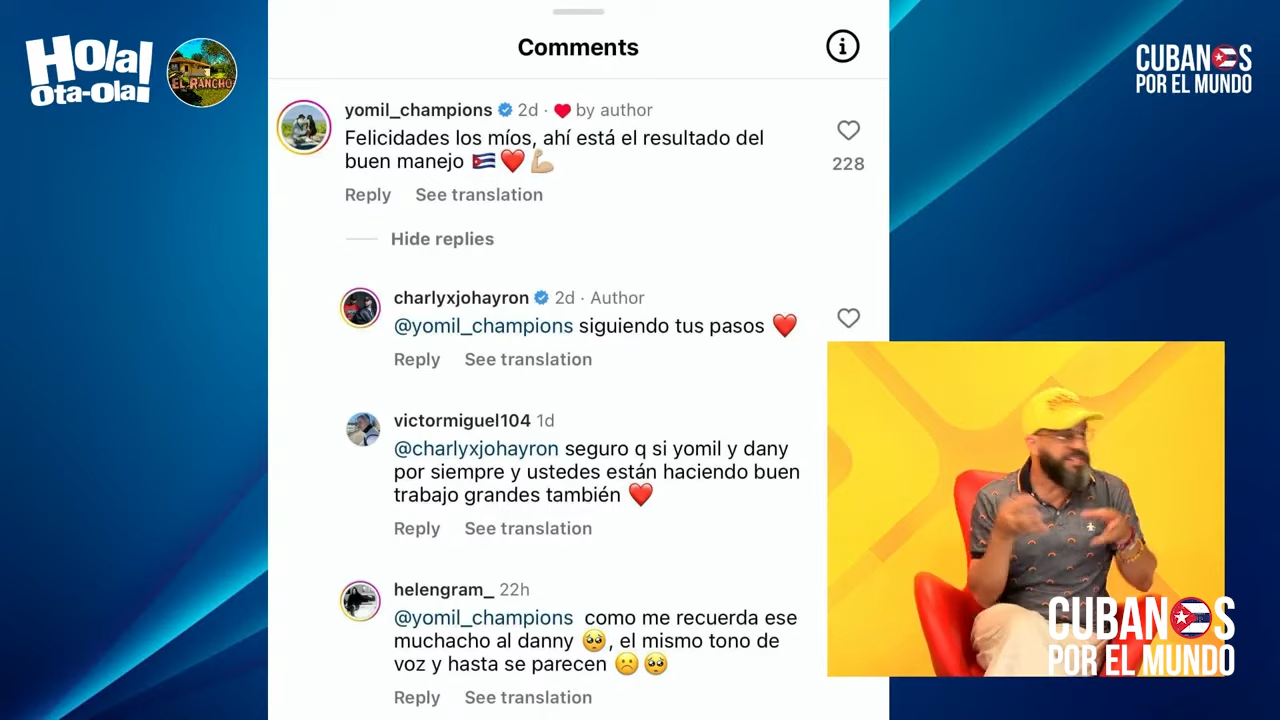 Hola!
Ota-Ola!
EL RANCHO
Comments
CUBANOS
POR EL MUNDO
yomil_champions 2d · ❤️ by author
Felicidades los míos, ahí está el resultado del
buen manejo 🇨🇺❤️💪🏼
228
Reply See translation
Hide replies
charlyxjohayron 2d · Author
@yomil_champions siguiendo tus pasos ❤️
Reply See translation
victormiguel104 1d
@charlyxjohayron seguro q si yomil y dany
por siempre y ustedes están haciendo buen
trabajo grandes también ❤️
Reply See translation
helengram_ 22h
@yomil_champions como me recuerda ese
muchacho al danny 🥺, el mismo tono de
voz y hasta se parecen ☹️🥺
Reply See translation
CUBANOS
POR EL MUNDO